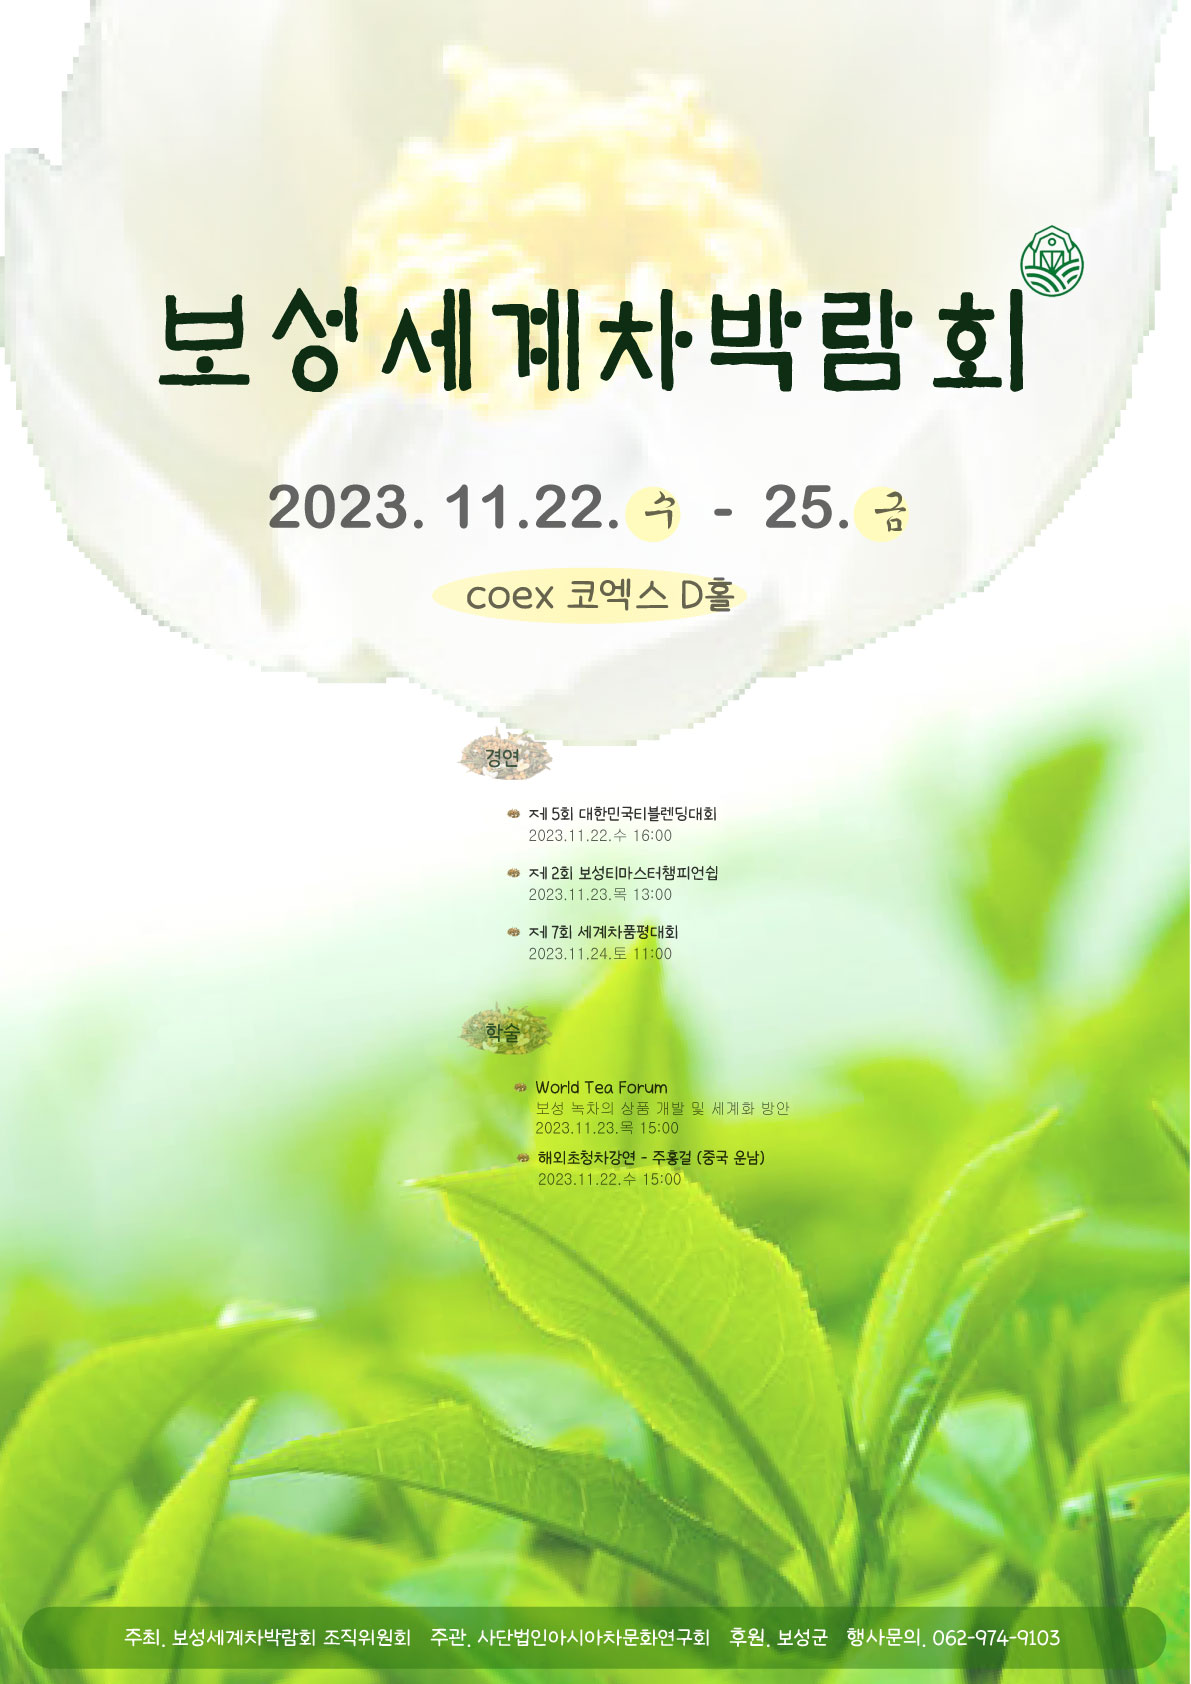 보성세계차박람회
2023. 11.22. 수 - 25. 금
coex 코엑스 D홀
경연
제 5회 대한민국티블렌딩대회
2023.11.22.수 16:00
제 2회 보성티마스터챔피언쉽
2023.11.23.목 13:00
제 7회 세계차품평대회
2023.11.24.토 11:00
학술
World Tea Forum
보성 녹차의 상품 개발 및 세계화 방안
2023.11.23.목 15:00
해외초청차강연 - 주홍걸 (중국 운남)
2023.11.22.수 15:00
주최. 보성세계차박람회 조직위원회 주관. 사단법인아시아차문화연구회 후원. 보성군 행사문의. 062-974-9103